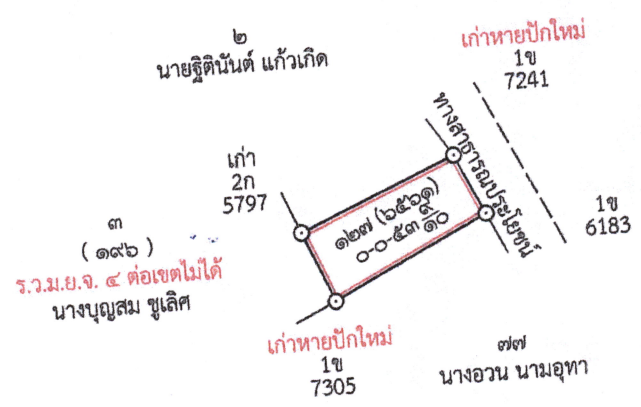 ๒
นายฐิตินันต์ แก้วเกิด
เก่าหายปักใหม่
1ข
7241
ทางสาธารณประโยชน์
เก่า
2ก
5797
๑๒๗ (๖๕๖๑)
๐-๐-๕๓ ๙/๑๐
1ข
6183
๓
( ๑๙๖ )
ร.ว.ม.ย.จ. ๔ ต่อเขตไม่ได้
นางบุญสม ชูเลิศ
เก่าหายปักใหม่
1ข
7305
๗๗
นางอวน นามอุทา